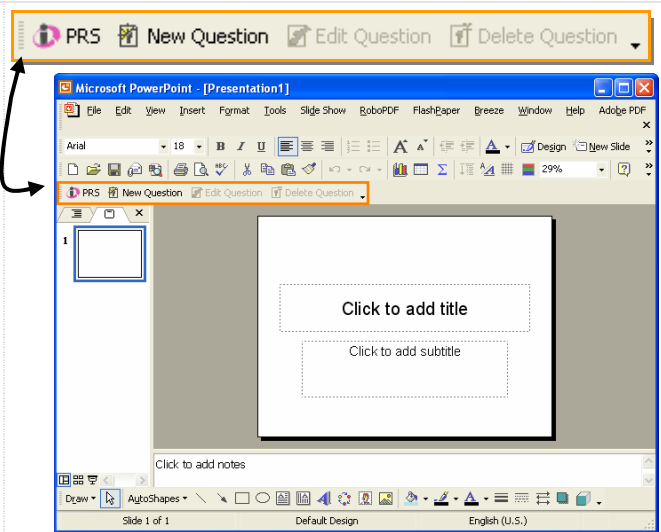 PRS New Question Edit Question Delete Question
Microsoft PowerPoint - [Presentation1]
File Edit View Insert Format Tools Slide Show RoboPDF FlashPaper Breeze Window Help Adobe PDF
Arial 18 B I U A A A Design New Slide
29%
PRS New Question Edit Question Delete Question
1
Click to add title
Click to add subtitle
Click to add notes
Draw AutoShapes A A
Slide 1 of 1 Default Design English (U.S.)